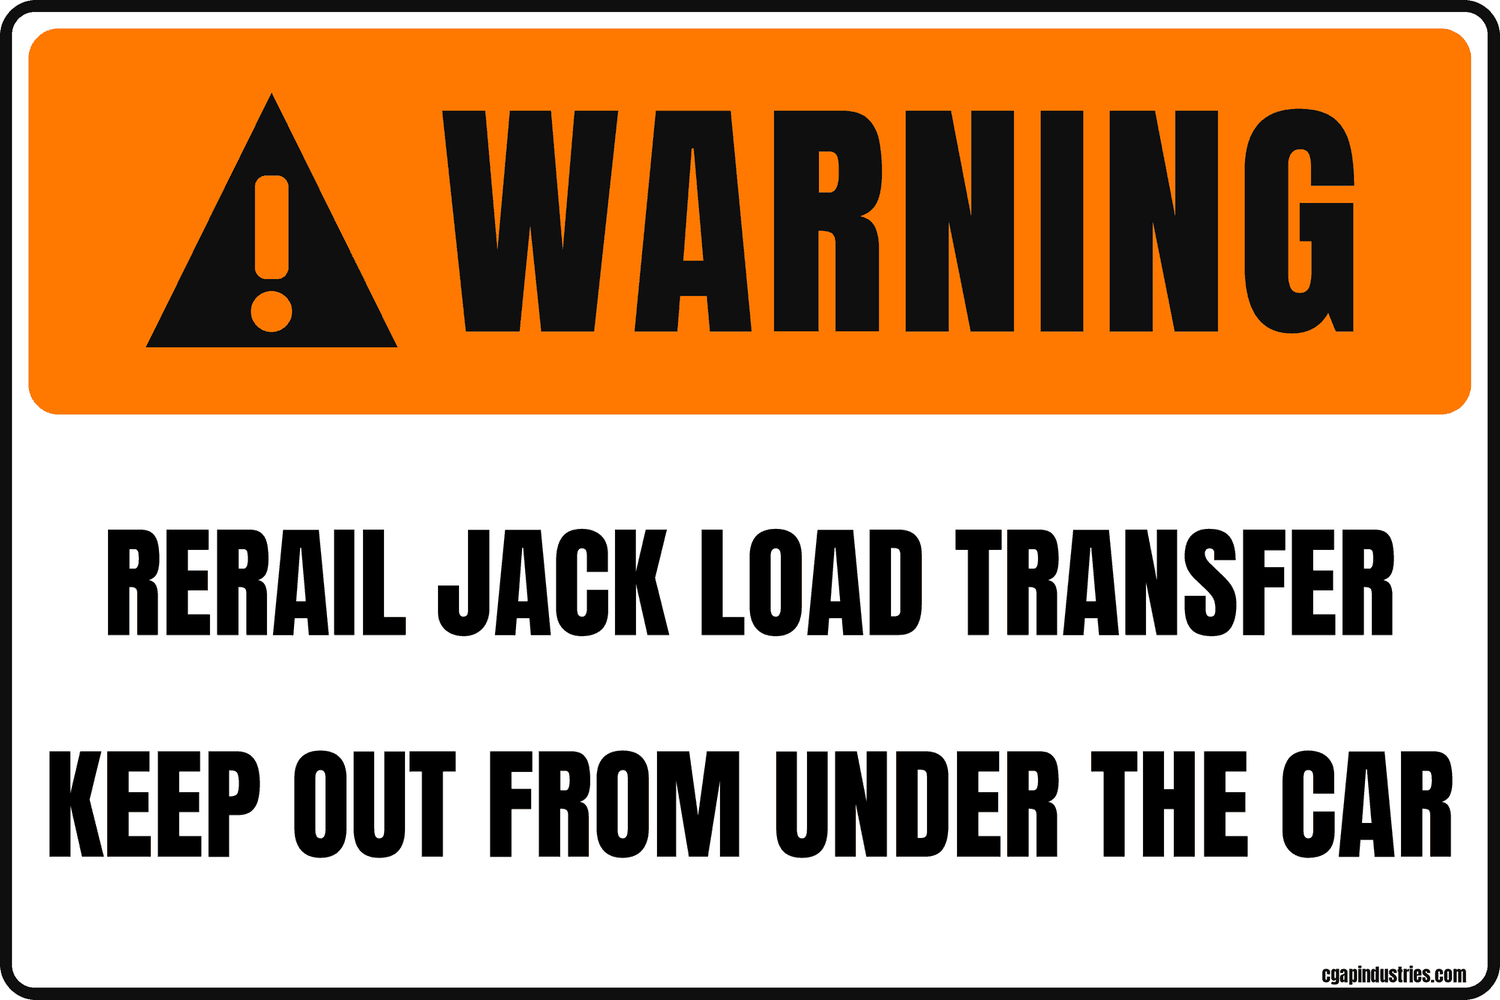 WARNING
RERAIL JACK LOAD TRANSFER
KEEP OUT FROM UNDER THE CAR
cgapindustries.com